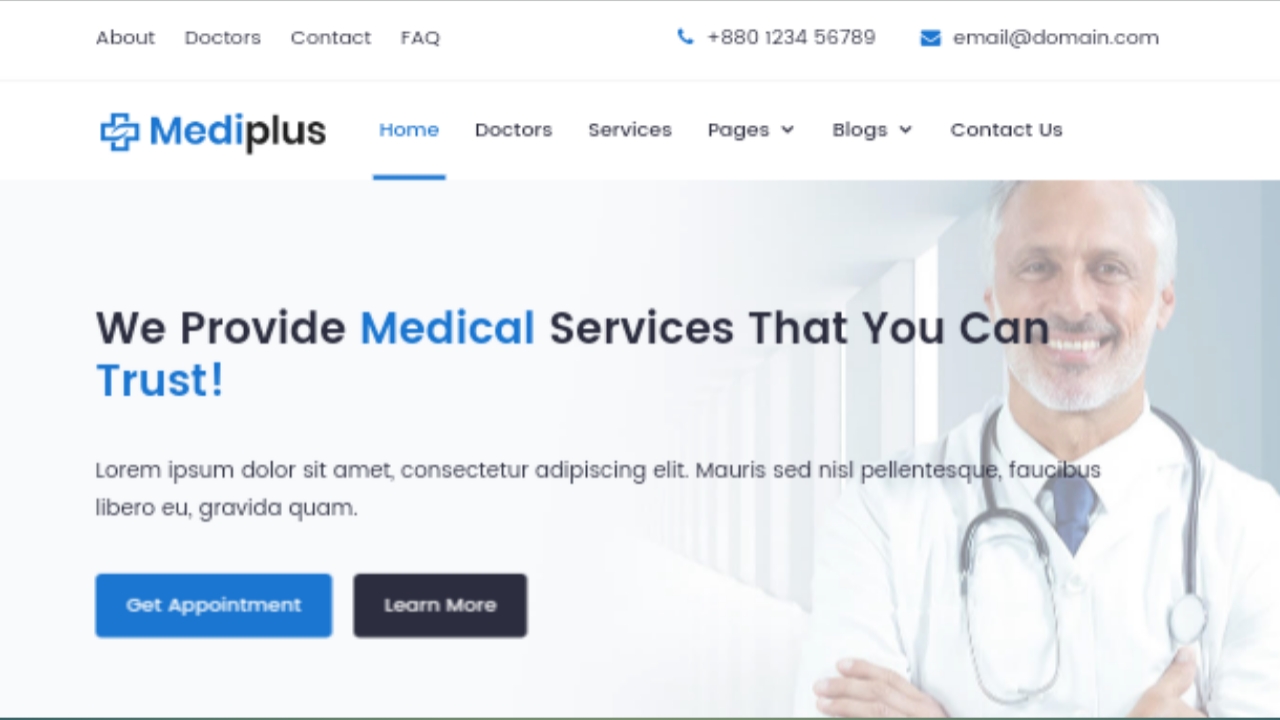 About Doctors Contact FAQ +880 1234 56789 email@domain.com
Mediplus Home Doctors Services Pages Blogs Contact Us
We Provide Medical Services That You Can
Trust!
Lorem ipsum dolor sit amet, consectetur adipiscing elit. Mauris sed nisl pellentesque, faucibus
libero eu, gravida quam.
Get Appointment Learn More